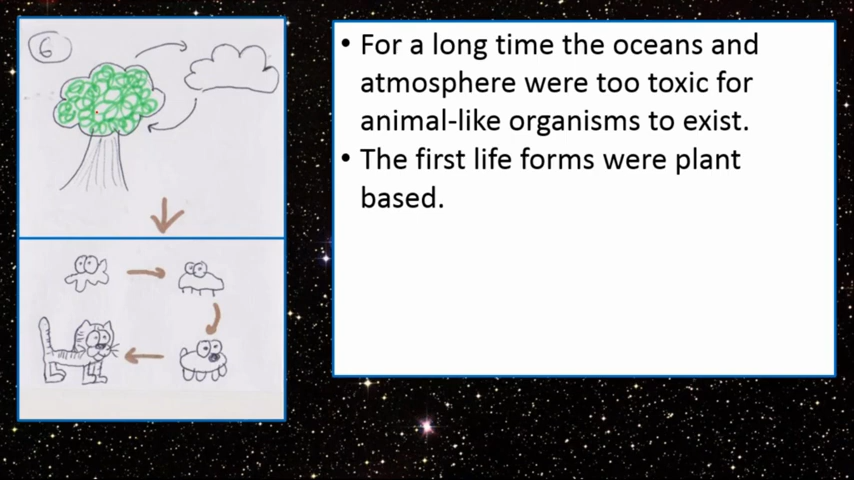 6
• For a long time the oceans and
atmosphere were too toxic for
animal-like organisms to exist.
• The first life forms were plant
based.